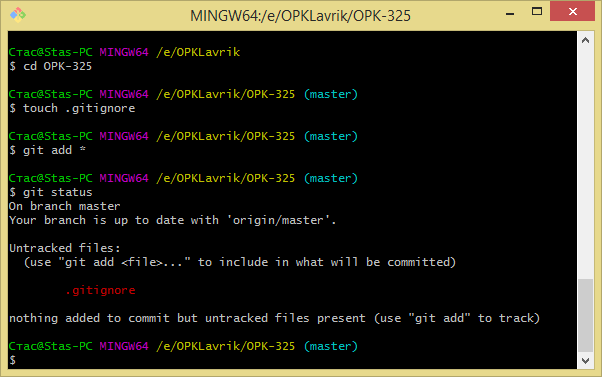 MINGW64:/e/OPKLavrik/OPK-325
Стас@Stas-PC MINGW64 /e/OPKLavrik
$ cd OPK-325
Стас@Stas-PC MINGW64 /e/OPKLavrik/OPK-325 (master)
$ touch .gitignore
Стас@Stas-PC MINGW64 /e/OPKLavrik/OPK-325 (master)
$ git add *
Стас@Stas-PC MINGW64 /e/OPKLavrik/OPK-325 (master)
$ git status
On branch master
Your branch is up to date with 'origin/master'.
Untracked files:
(use "git add <file>..." to include in what will be committed)
.gitignore
nothing added to commit but untracked files present (use "git add" to track)
Стас@Stas-PC MINGW64 /e/OPKLavrik/OPK-325 (master)
$